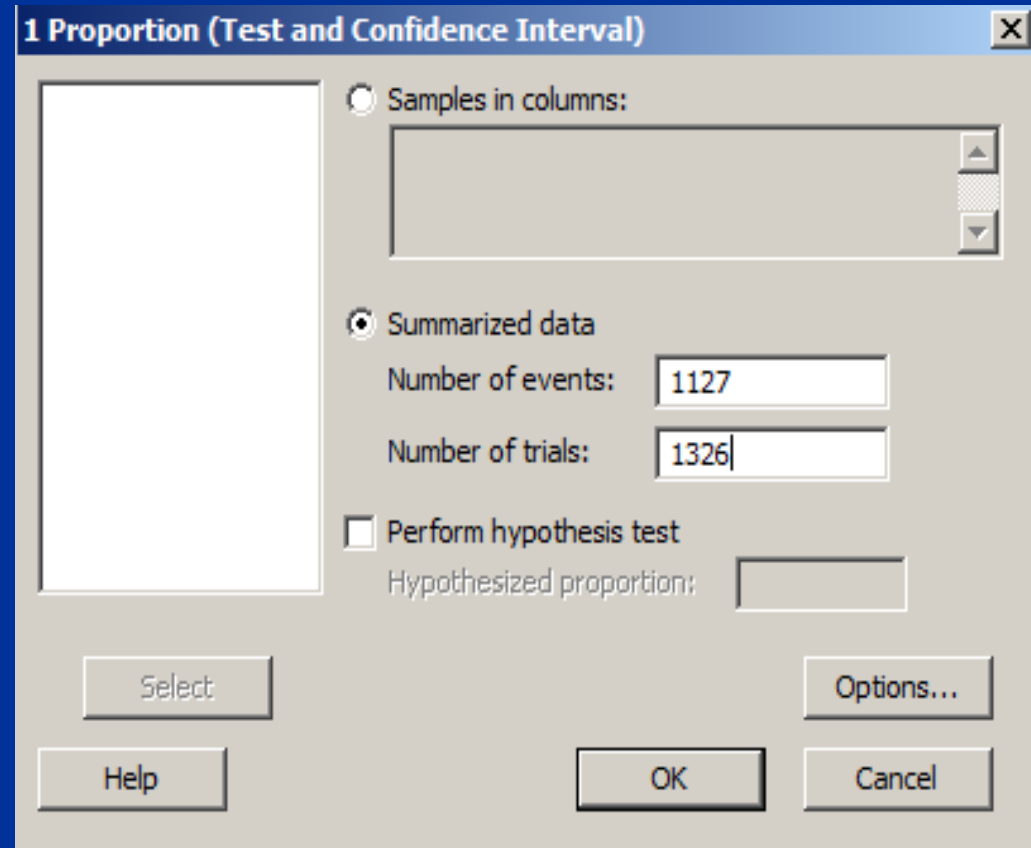 1 Proportion (Test and Confidence Interval)
Samples in columns:
Summarized data
Number of events: 1127
Number of trials: 1326
Perform hypothesis test
Hypothesized proportion:
Select
Options...
Help
OK
Cancel